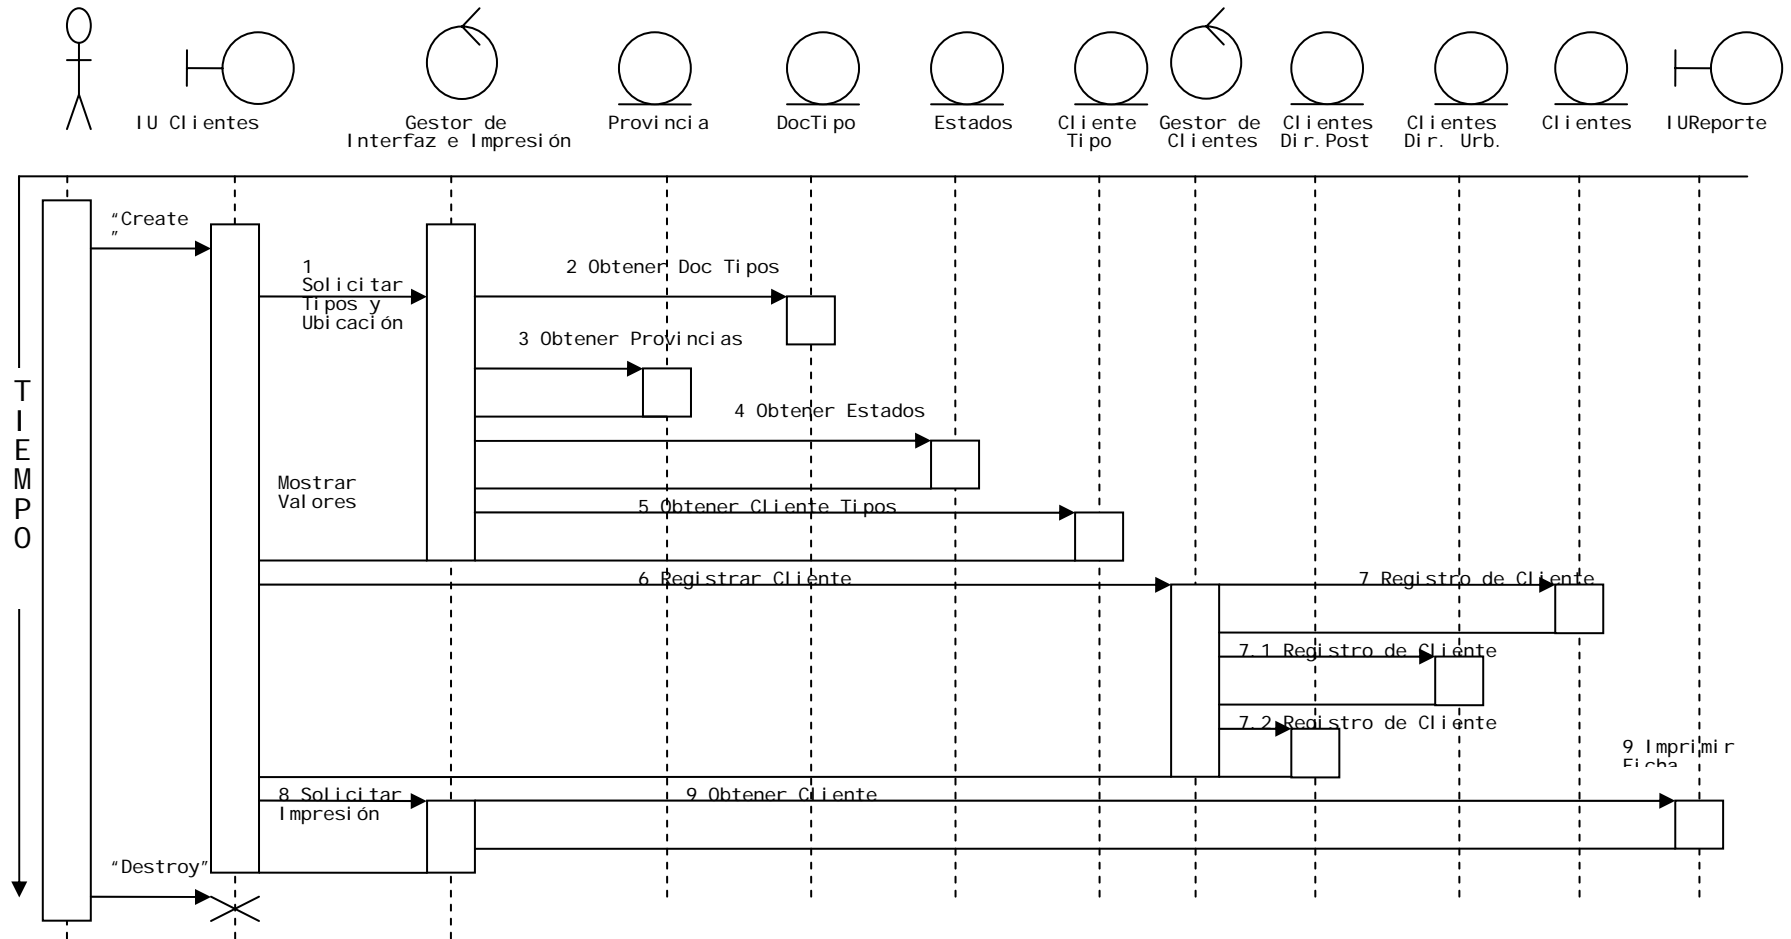 IU Clientes
Gestor de
Interfaz e Impresión
Provincia
DocTipo
Estados
Cliente
Tipo
Gestor de
Clientes
Clientes
Dir.Post
Clientes
Dir. Urb.
Clientes
IUReporte
“Create
”
1
Solicitar
Tipos y
Ubicación
2 Obtener Doc Tipos
3 Obtener Provincias
4 Obtener Estados
Mostrar
Valores
5 Obtener Cliente Tipos
TIEMPO
6 Registrar Cliente
7 Registro de Cliente
7.1 Registro de Cliente
7.2 Registro de Cliente
9 Imprimir
Ficha
8 Solicitar
Impresión
9 Obtener Cliente
“Destroy”